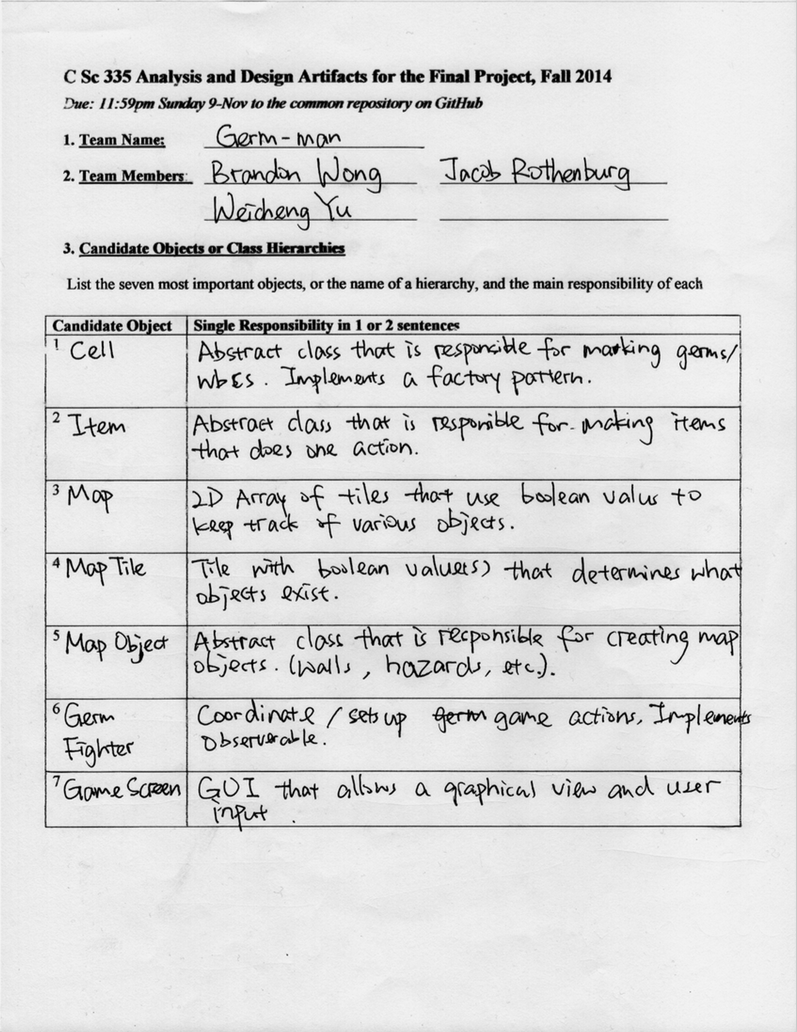 C Sc 335 Analysis and Design Artifacts for the Final Project, Fall 2014
Due: 11:59pm Sunday 9-Nov to the common repository on GitHub
1. Team Name: Germ-man
2. Team Members: Brandon Wong Jacob Rothenburg
Weicheng Yu
3. Candidate Objects or Class Hierarchies
List the seven most important objects, or the name of a hierarchy, and the main responsibility of each
Candidate Object Single Responsibility in 1 or 2 sentences
1 Cell Abstract class that is responsible for marking germs/
WBCs. Implements a factory pattern.
2 Item Abstract class that is responsible for making items
that does one action.
3 Map 2D Array of tiles that use boolean valus to
keep track of various objects.
4 Map Tile Tile with boolean value(s) that determines what
objects exist.
5 Map Object Abstract class that is responsible for creating map
objects. (walls, hazards, etc.).
6 Germ Coordinate / sets up germ game actions, Implements
Fighter Observerable.
7 Game Screen GUI that allows a graphical view and user
input.